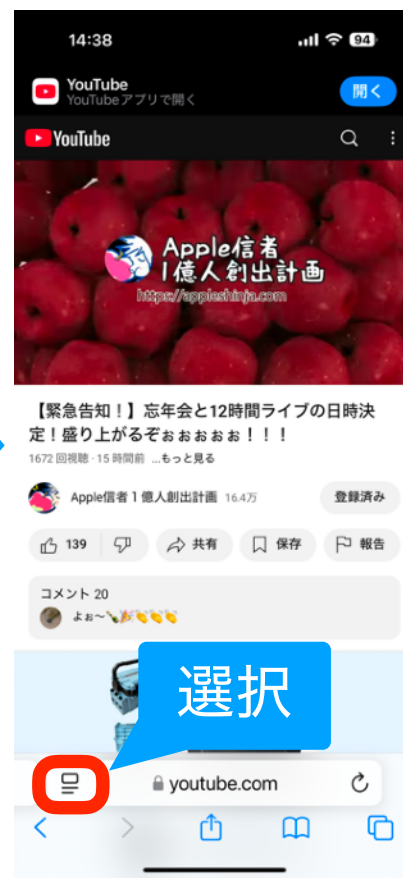 14:38
94
YouTube
YouTubeアプリで開く
開く
YouTube
Apple信者
1億人創出計画
https://appleshinja.com
【緊急告知！】忘年会と12時間ライブの日時決
定！盛り上がるぞぉぉぉぉぉ！！！
1672 回視聴・15 時間前 ...もっと見る
Apple信者１億人創出計画 16.4万
登録済み
139
共有
保存
報告
コメント 20
よぉ〜🍾🎉👏👏👏
選択
youtube.com